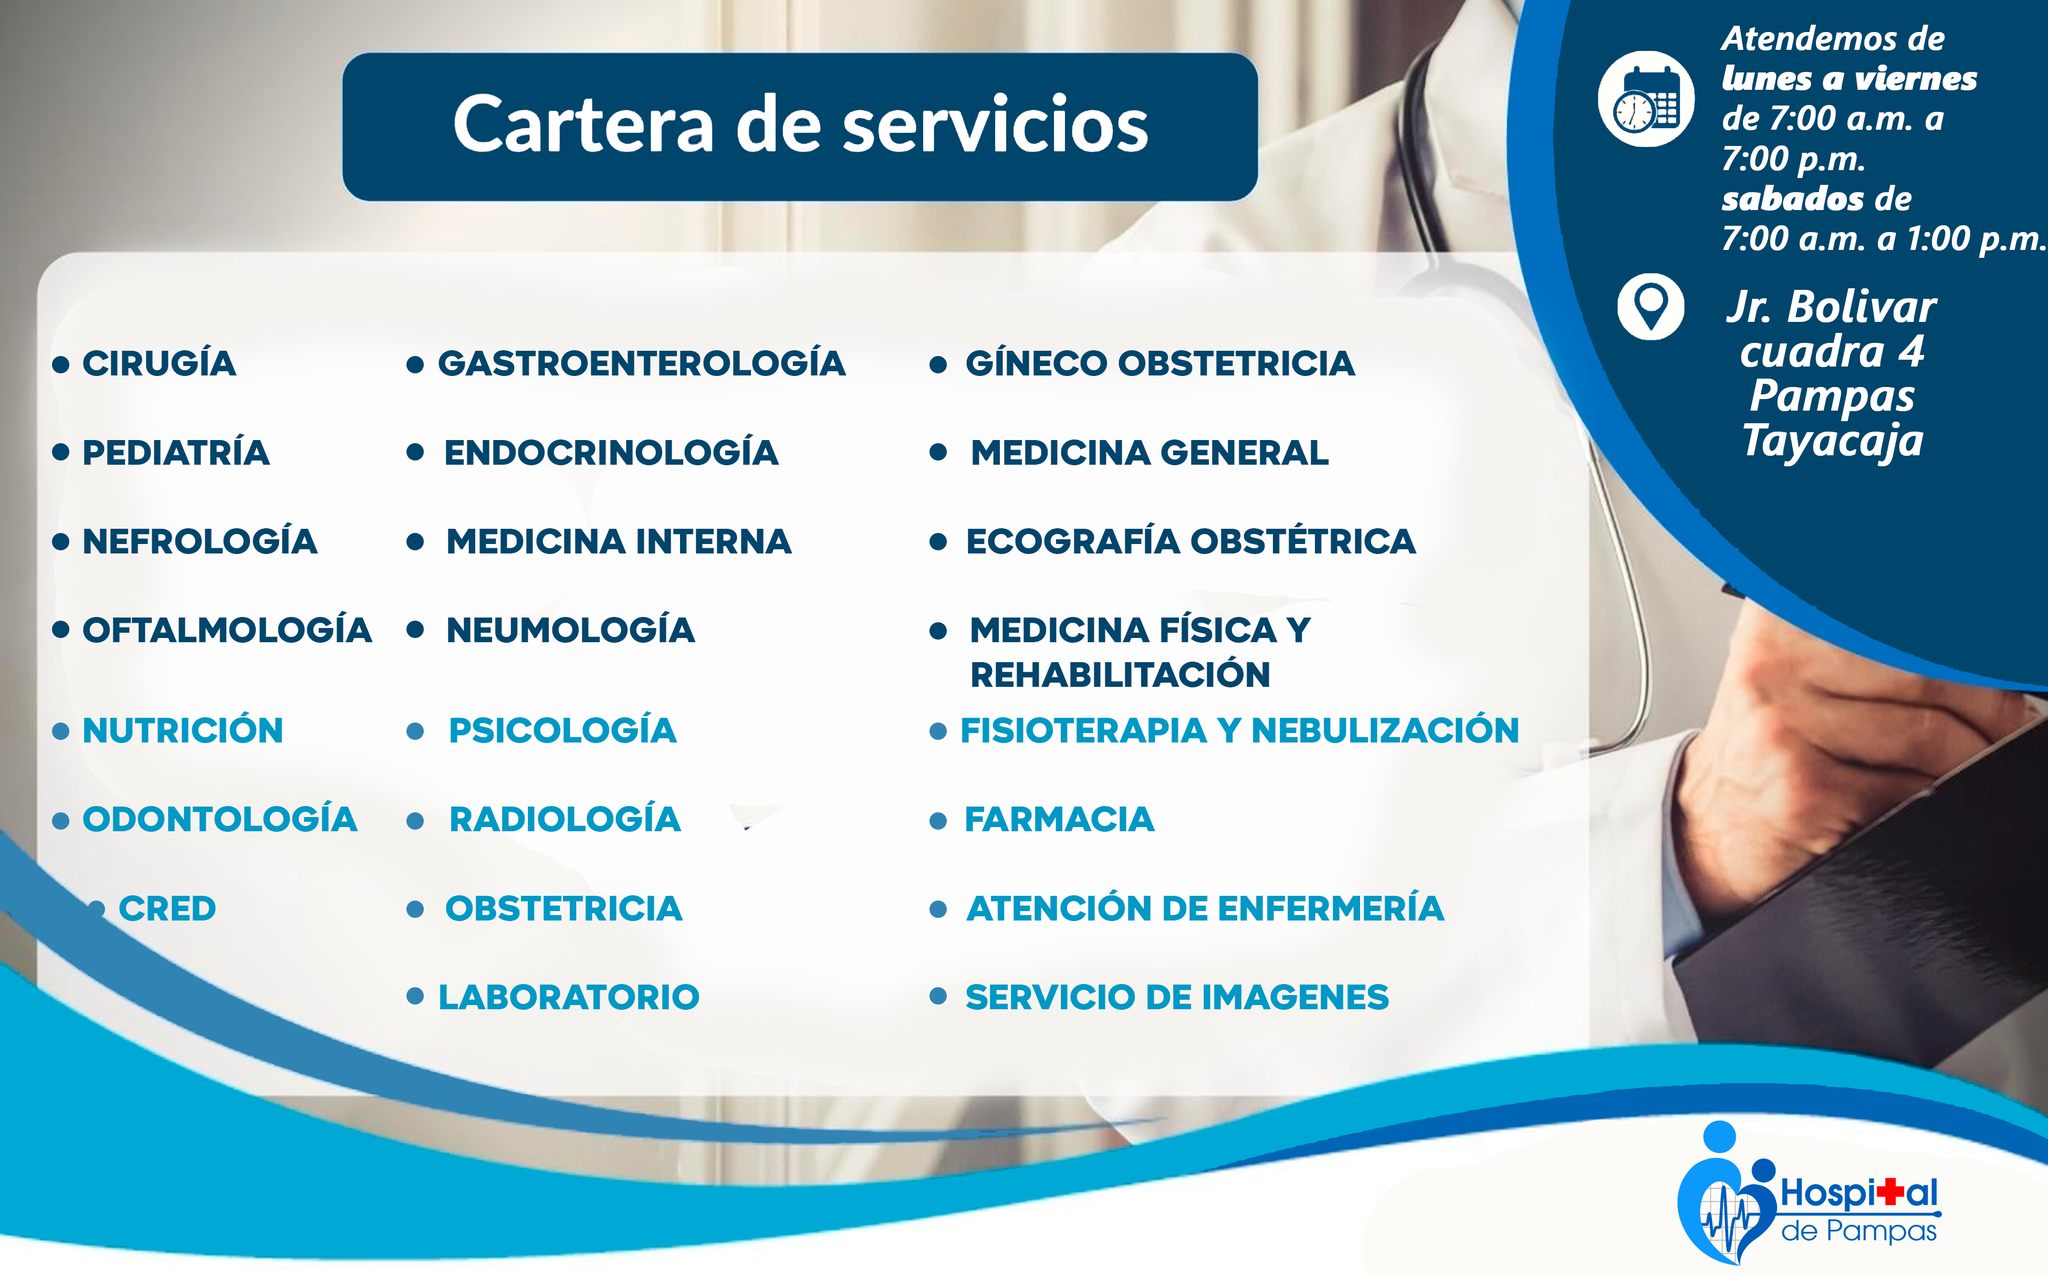 Cartera de servicios
Atendemos de
lunes a viernes
de 7:00 a.m. a
7:00 p.m.
sabados de
7:00 a.m. a 1:00 p.m.
Jr. Bolivar
cuadra 4
Pampas
Tayacaja
• CIRUGÍA
• PEDIATRÍA
• NEFROLOGÍA
• OFTALMOLOGÍA
• NUTRICIÓN
• ODONTOLOGÍA
• CRED
• GASTROENTEROLOGÍA
• ENDOCRINOLOGÍA
• MEDICINA INTERNA
• NEUMOLOGÍA
• PSICOLOGÍA
• RADIOLOGÍA
• OBSTETRICIA
• LABORATORIO
• GÍNECO OBSTETRICIA
• MEDICINA GENERAL
• ECOGRAFÍA OBSTÉTRICA
• MEDICINA FÍSICA Y
REHABILITACIÓN
• FISIOTERAPIA Y NEBULIZACIÓN
• FARMACIA
• ATENCIÓN DE ENFERMERÍA
• SERVICIO DE IMAGENES
Hospital
de Pampas